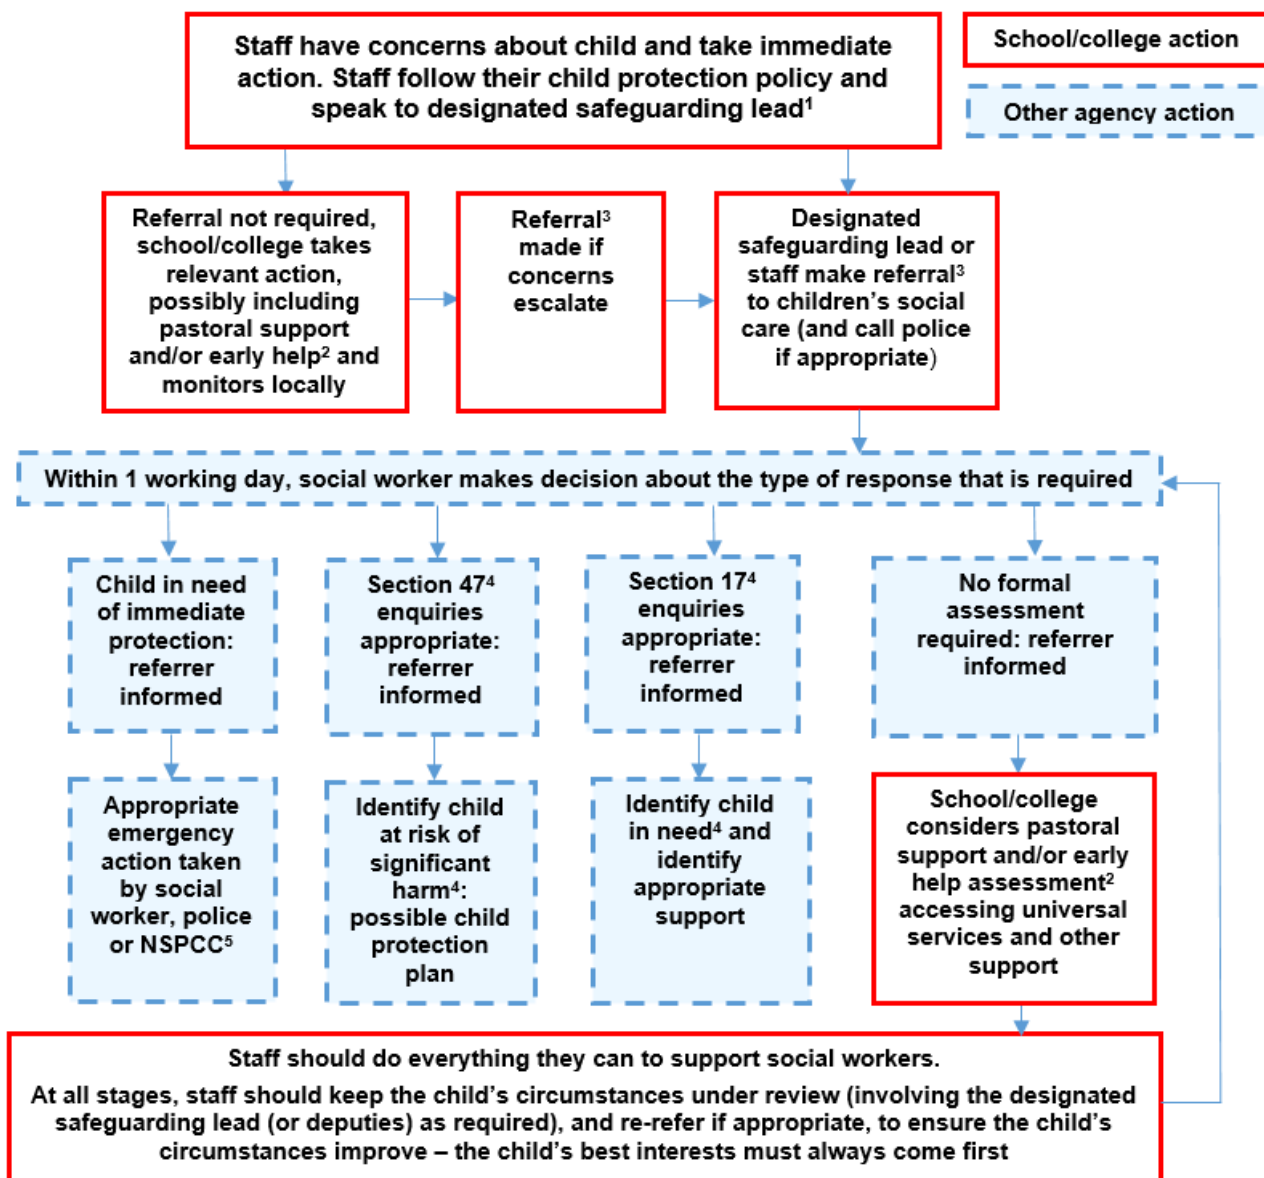 Staff have concerns about child and take immediate
action. Staff follow their child protection policy and
speak to designated safeguarding lead¹
School/college action
Other agency action
Referral not required,
school/college takes
relevant action,
possibly including
pastoral support
and/or early help² and
monitors locally
Referral³
made if
concerns
escalate
Designated
safeguarding lead or
staff make referral³
to children’s social
care (and call police
if appropriate)
Within 1 working day, social worker makes decision about the type of response that is required
Child in need
of immediate
protection:
referrer
informed
Section 47⁴
enquiries
appropriate:
referrer
informed
Section 17⁴
enquiries
appropriate:
referrer
informed
No formal
assessment
required: referrer
informed
Appropriate
emergency
action taken
by social
worker, police
or NSPCC⁵
Identify child
at risk of
significant
harm⁴:
possible child
protection
plan
Identify child
in need⁴ and
identify
appropriate
support
School/college
considers pastoral
support and/or early
help assessment²
accessing universal
services and other
support
Staff should do everything they can to support social workers.
At all stages, staff should keep the child’s circumstances under review (involving the designated
safeguarding lead (or deputies) as required), and re-refer if appropriate, to ensure the child’s
circumstances improve – the child’s best interests must always come first